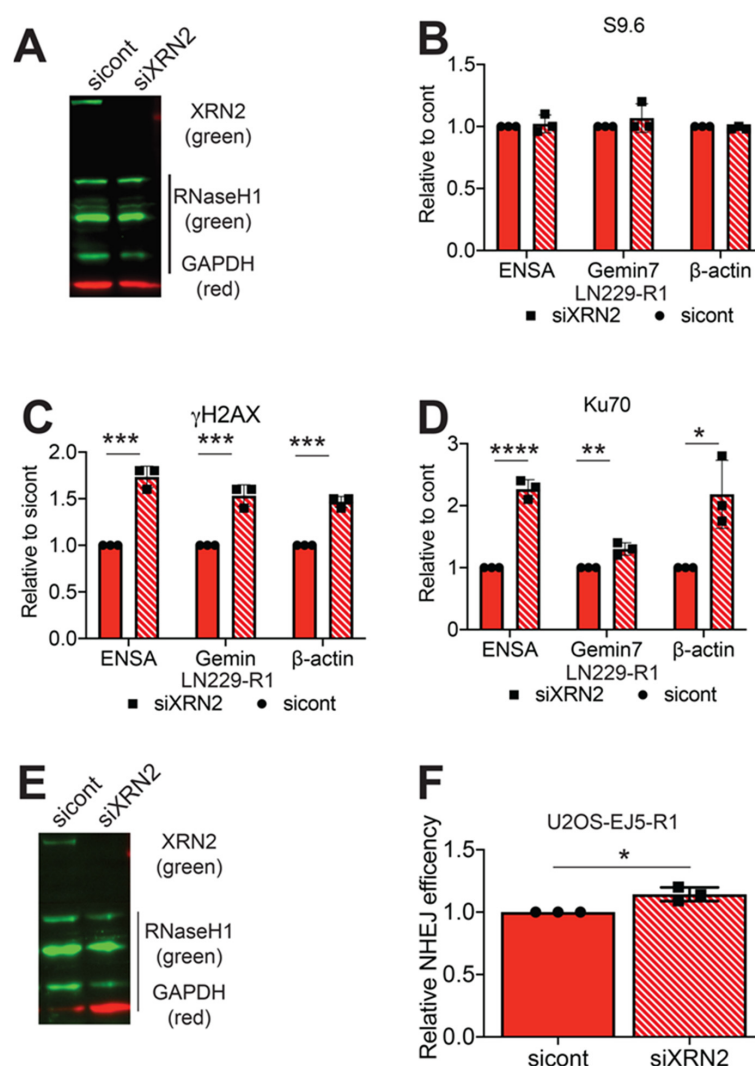 A
sicont
siXRN2
XRN2
(green)
RNaseH1
(green)
GAPDH
(red)
B
S9.6
Relative to cont
1.5
1.0
0.5
0.0
ENSA
Gemin7
β-actin
LN229-R1
siXRN2
sicont
C
γH2AX
Relative to sicont
2.0
1.5
1.0
0.5
0.0
***
***
***
ENSA
Gemin
β-actin
LN229-R1
siXRN2
sicont
D
Ku70
Relative to cont
3
2
1
0
****
**
*
ENSA
Gemin7
β-actin
LN229-R1
siXRN2
sicont
E
sicont
siXRN2
XRN2
(green)
RNaseH1
(green)
GAPDH
(red)
F
U2OS-EJ5-R1
Relative NHEJ efficency
1.5
1.0
0.5
0.0
*
sicont
siXRN2